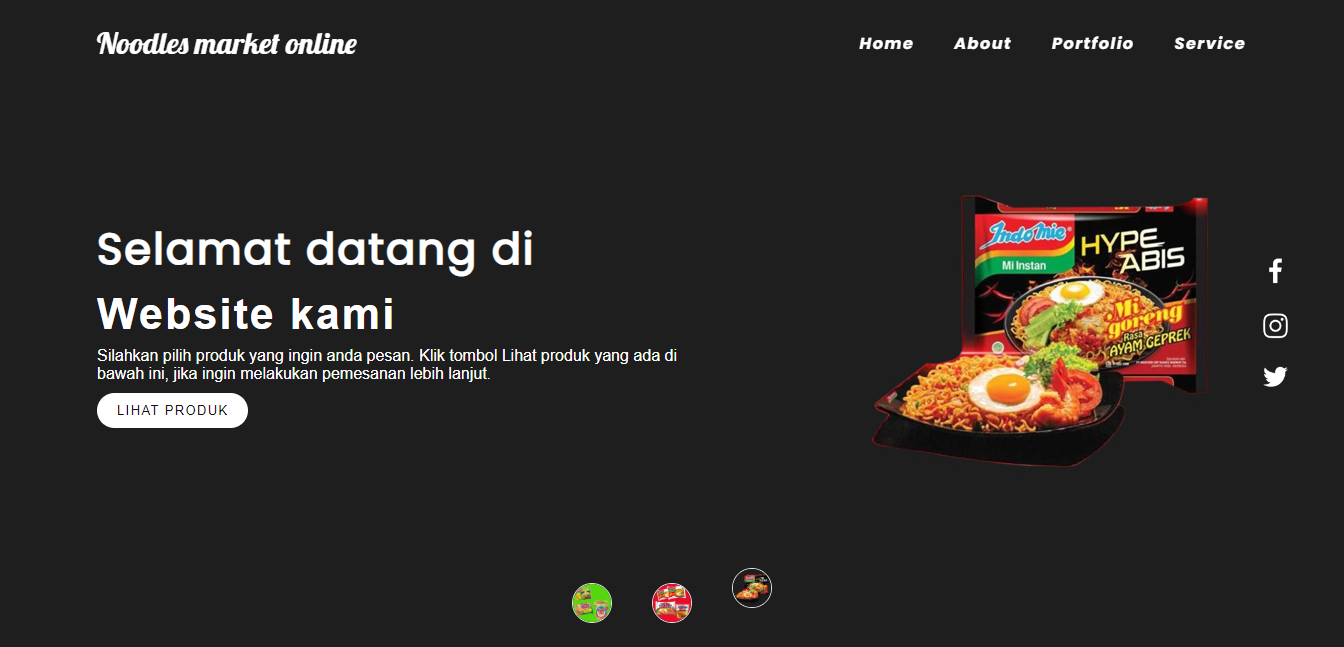 Noodles market online
Home About Portfolio Service
Selamat datang di
Website kami
Silahkan pilih produk yang ingin anda pesan. Klik tombol Lihat produk yang ada di
bawah ini, jika ingin melakukan pemesanan lebih lanjut.
LIHAT PRODUK
Indomie
Mi Instan
HYPE
ABIS
Mi
goreng
Rasa
AYAM GEPREK